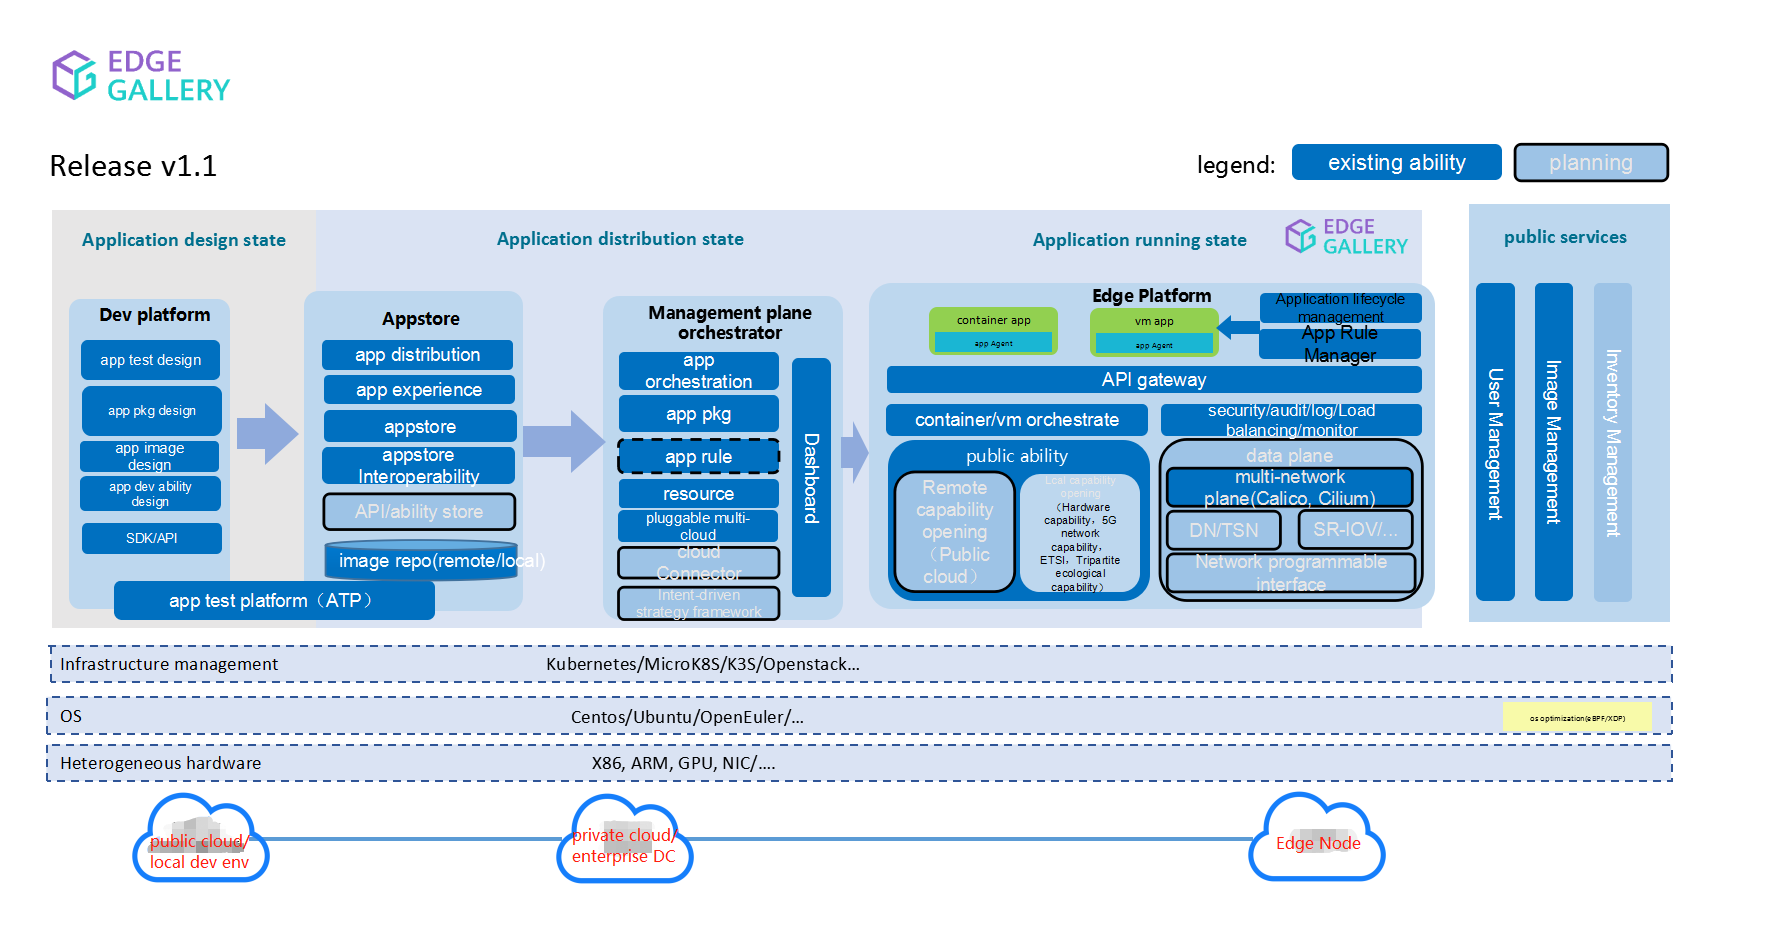 EDGE
GALLERY
Release v1.1
legend:
existing ability
planning
Application design state
Application distribution state
Application running state
EDGE
GALLERY
public services
Dev platform
app test design
app pkg design
app image
design
app dev ability
design
SDK/API
app test platform（ATP）
Appstore
app distribution
app experience
appstore
appstore
Interoperability
API/ability store
image repo(remote/local)
Management plane
orchestrator
app
orchestration
app pkg
app rule
resource
pluggable multi-
cloud
cloud
Connector
Intent-driven
strategy framework
Dashboard
Edge Platform
container app
app Agent
vm app
app Agent
Application lifecycle
management
App Rule
Manager
API gateway
container/vm orchestrate
security/audit/log/Load
balancing/monitor
public ability
Remote
capability
opening
（Public
cloud）
Lcal capability
opening
（Hardware
capability，5G
network
capability，
ETSI，Tripartite
ecological
capability）
data plane
multi-network
plane(Calico, Cilium)
DN/TSN
SR-IOV/...
Network programmable
interface
User Management
Image Management
Inventory Management
Infrastructure management
Kubernetes/MicroK8S/K3S/Openstack...
OS
Centos/Ubuntu/OpenEuler/...
os optimization(eBPF/XDP)
Heterogeneous hardware
X86, ARM, GPU, NIC/....
public cloud/
local dev env
private cloud/
enterprise DC
Edge Node